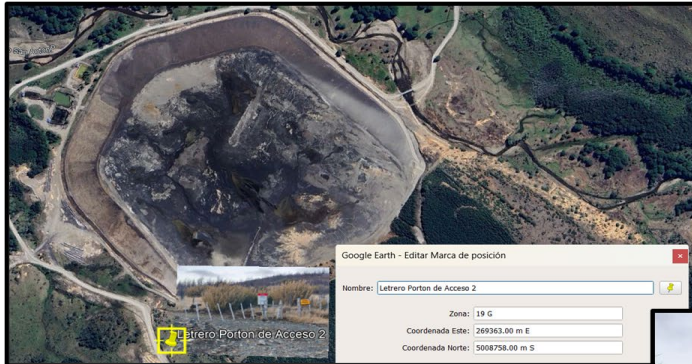 Google Earth - Editar Marca de posición
Nombre: Letrero Porton de Acceso 2
Zona: 19 G
Coordenada Este: 269363.00 m E
Coordenada Norte: 5008758.00 m S
Letrero Porton de Acceso 2